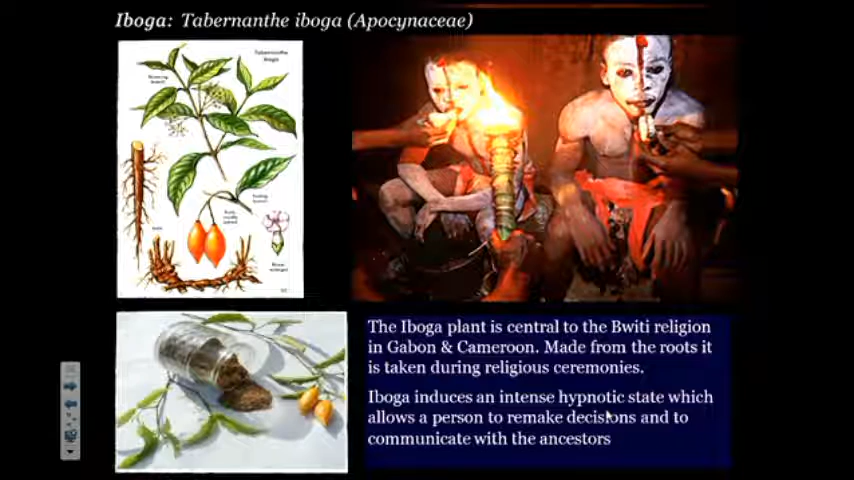 Iboga: Tabernanthe iboga (Apocynaceae)
Tabernanthe
iboga
The Iboga plant is central to the Bwiti religion
in Gabon & Cameroon. Made from the roots it
is taken during religious ceremonies.
Iboga induces an intense hypnotic state which
allows a person to remake decisions and to
communicate with the ancestors